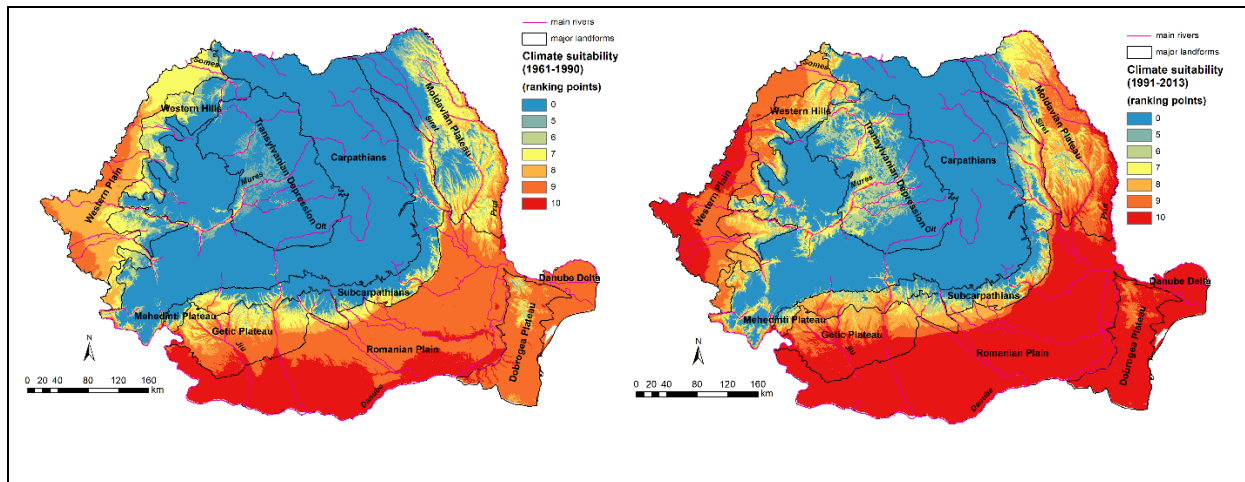 main rivers
major landforms
Climate suitability
(1961-1990)
(ranking points)
0
5
6
7
8
9
10
Somes
Western Hills
Western Plain
Transylvanian Depression
Mures
Carpathians
Olt
Siret
Moldavian Plateau
Prut
Subcarpathians
Mehedinti Plateau
Getic Plateau
Jiu
Romanian Plain
Danube
Dobrogea Plateau
Danube Delta
N
0 20 40 80 120 160
km
main rivers
major landforms
Climate suitability
(1991-2013)
(ranking points)
0
5
6
7
8
9
10
Somes
Western Hills
Western Plain
Transylvanian Depression
Mures
Carpathians
Olt
Siret
Moldavian Plateau
Prut
Subcarpathians
Mehedinti Plateau
Getic Plateau
Jiu
Romanian Plain
Danube
Dobrogea Plateau
Danube Delta
N
0 20 40 80 120 160
km